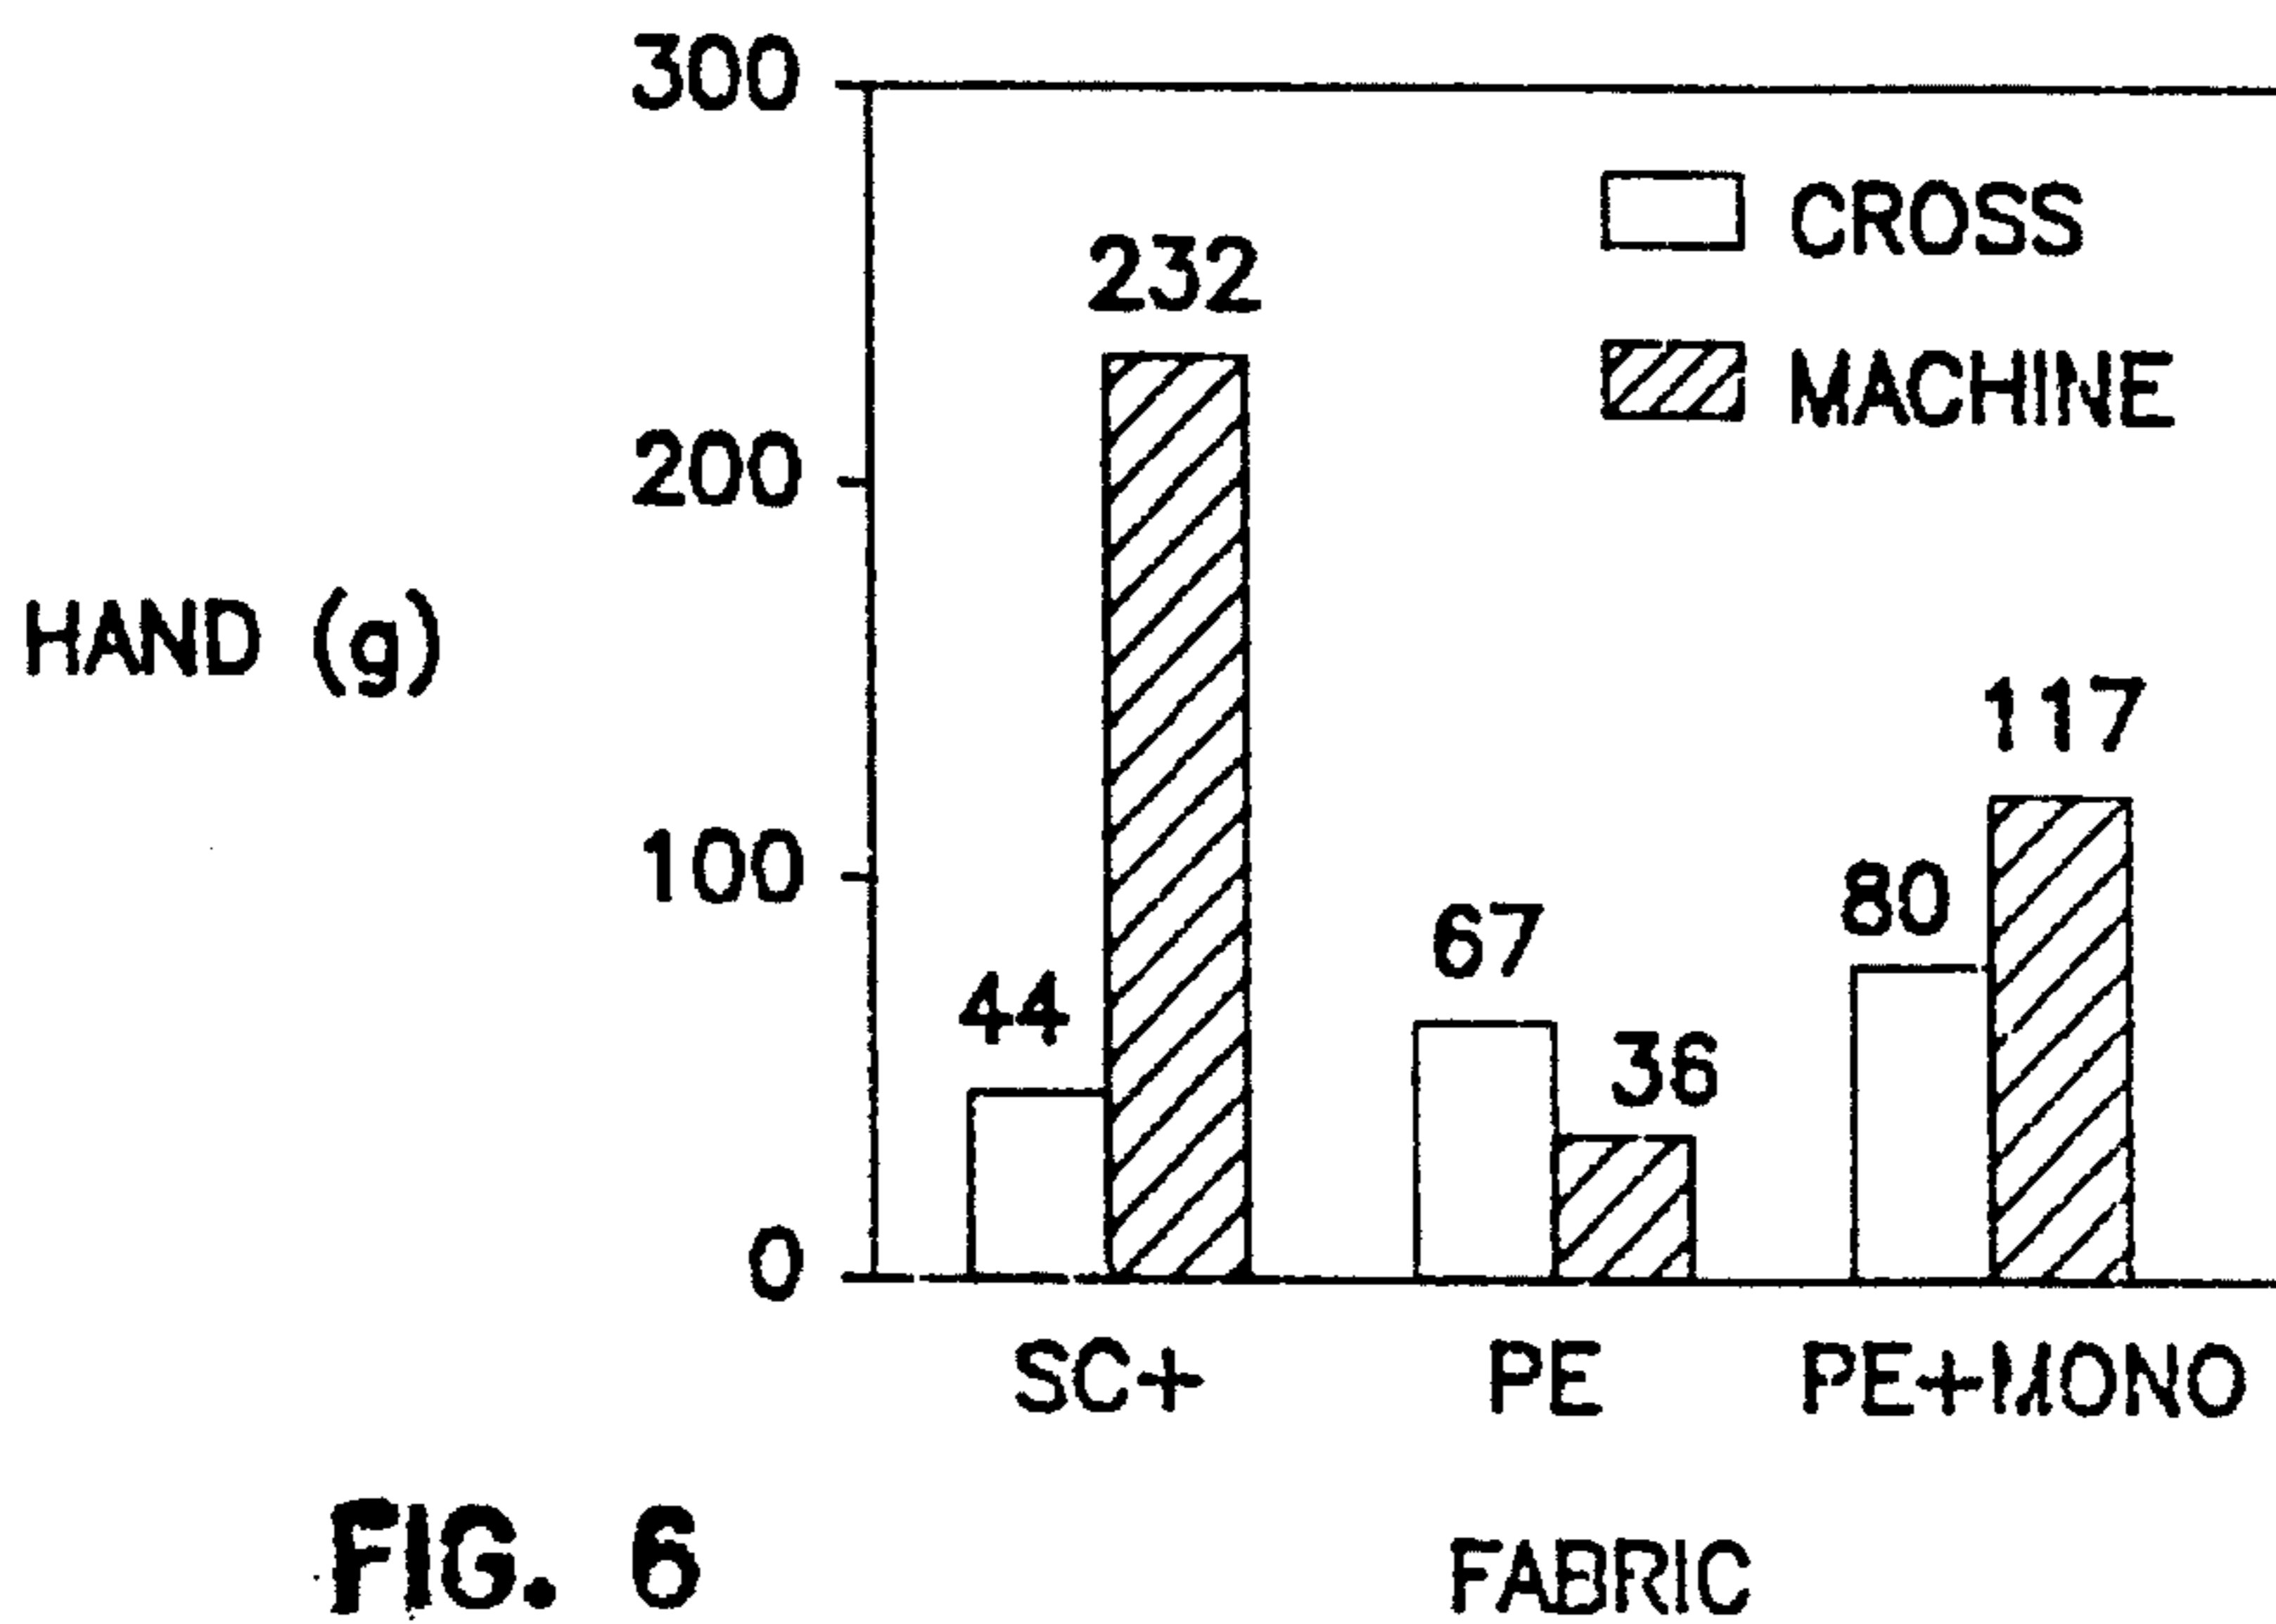 300
CROSS
232
MACHINE
200
HAND (g)
117
100
80
67
44
36
0
SC+
PE
PE+MONO
FIG. 6
FABRIC